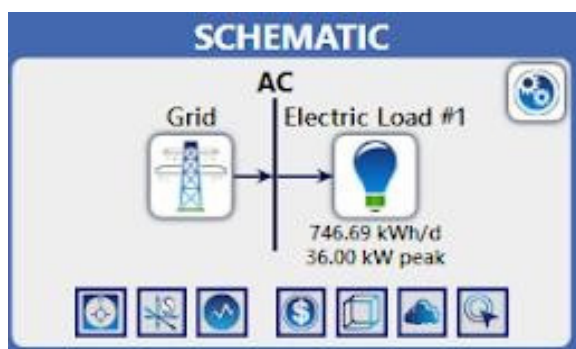 SCHEMATIC
AC
Grid
Electric Load #1
746.69 kWh/d
36.00 kW peak
$